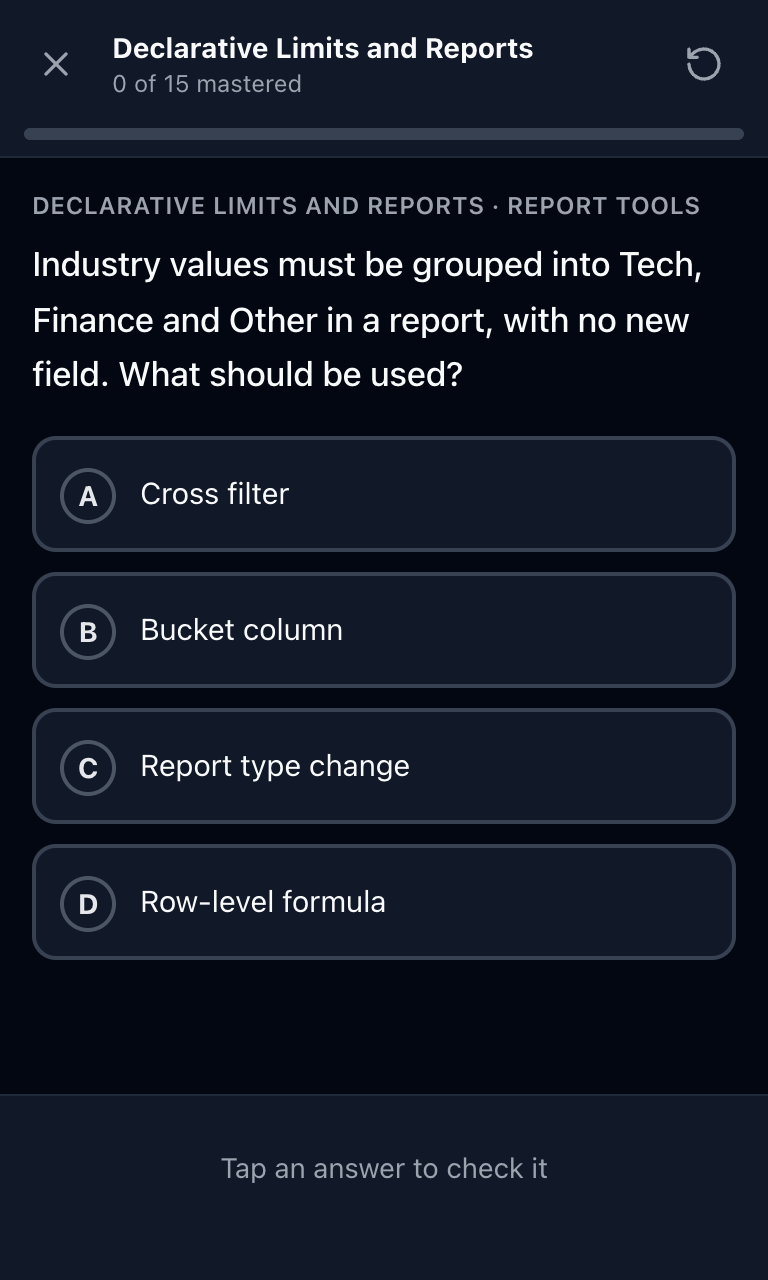 Declarative Limits and Reports
0 of 15 mastered
DECLARATIVE LIMITS AND REPORTS · REPORT TOOLS
Industry values must be grouped into Tech,
Finance and Other in a report, with no new
field. What should be used?
A Cross filter
B Bucket column
C Report type change
D Row-level formula
Tap an answer to check it